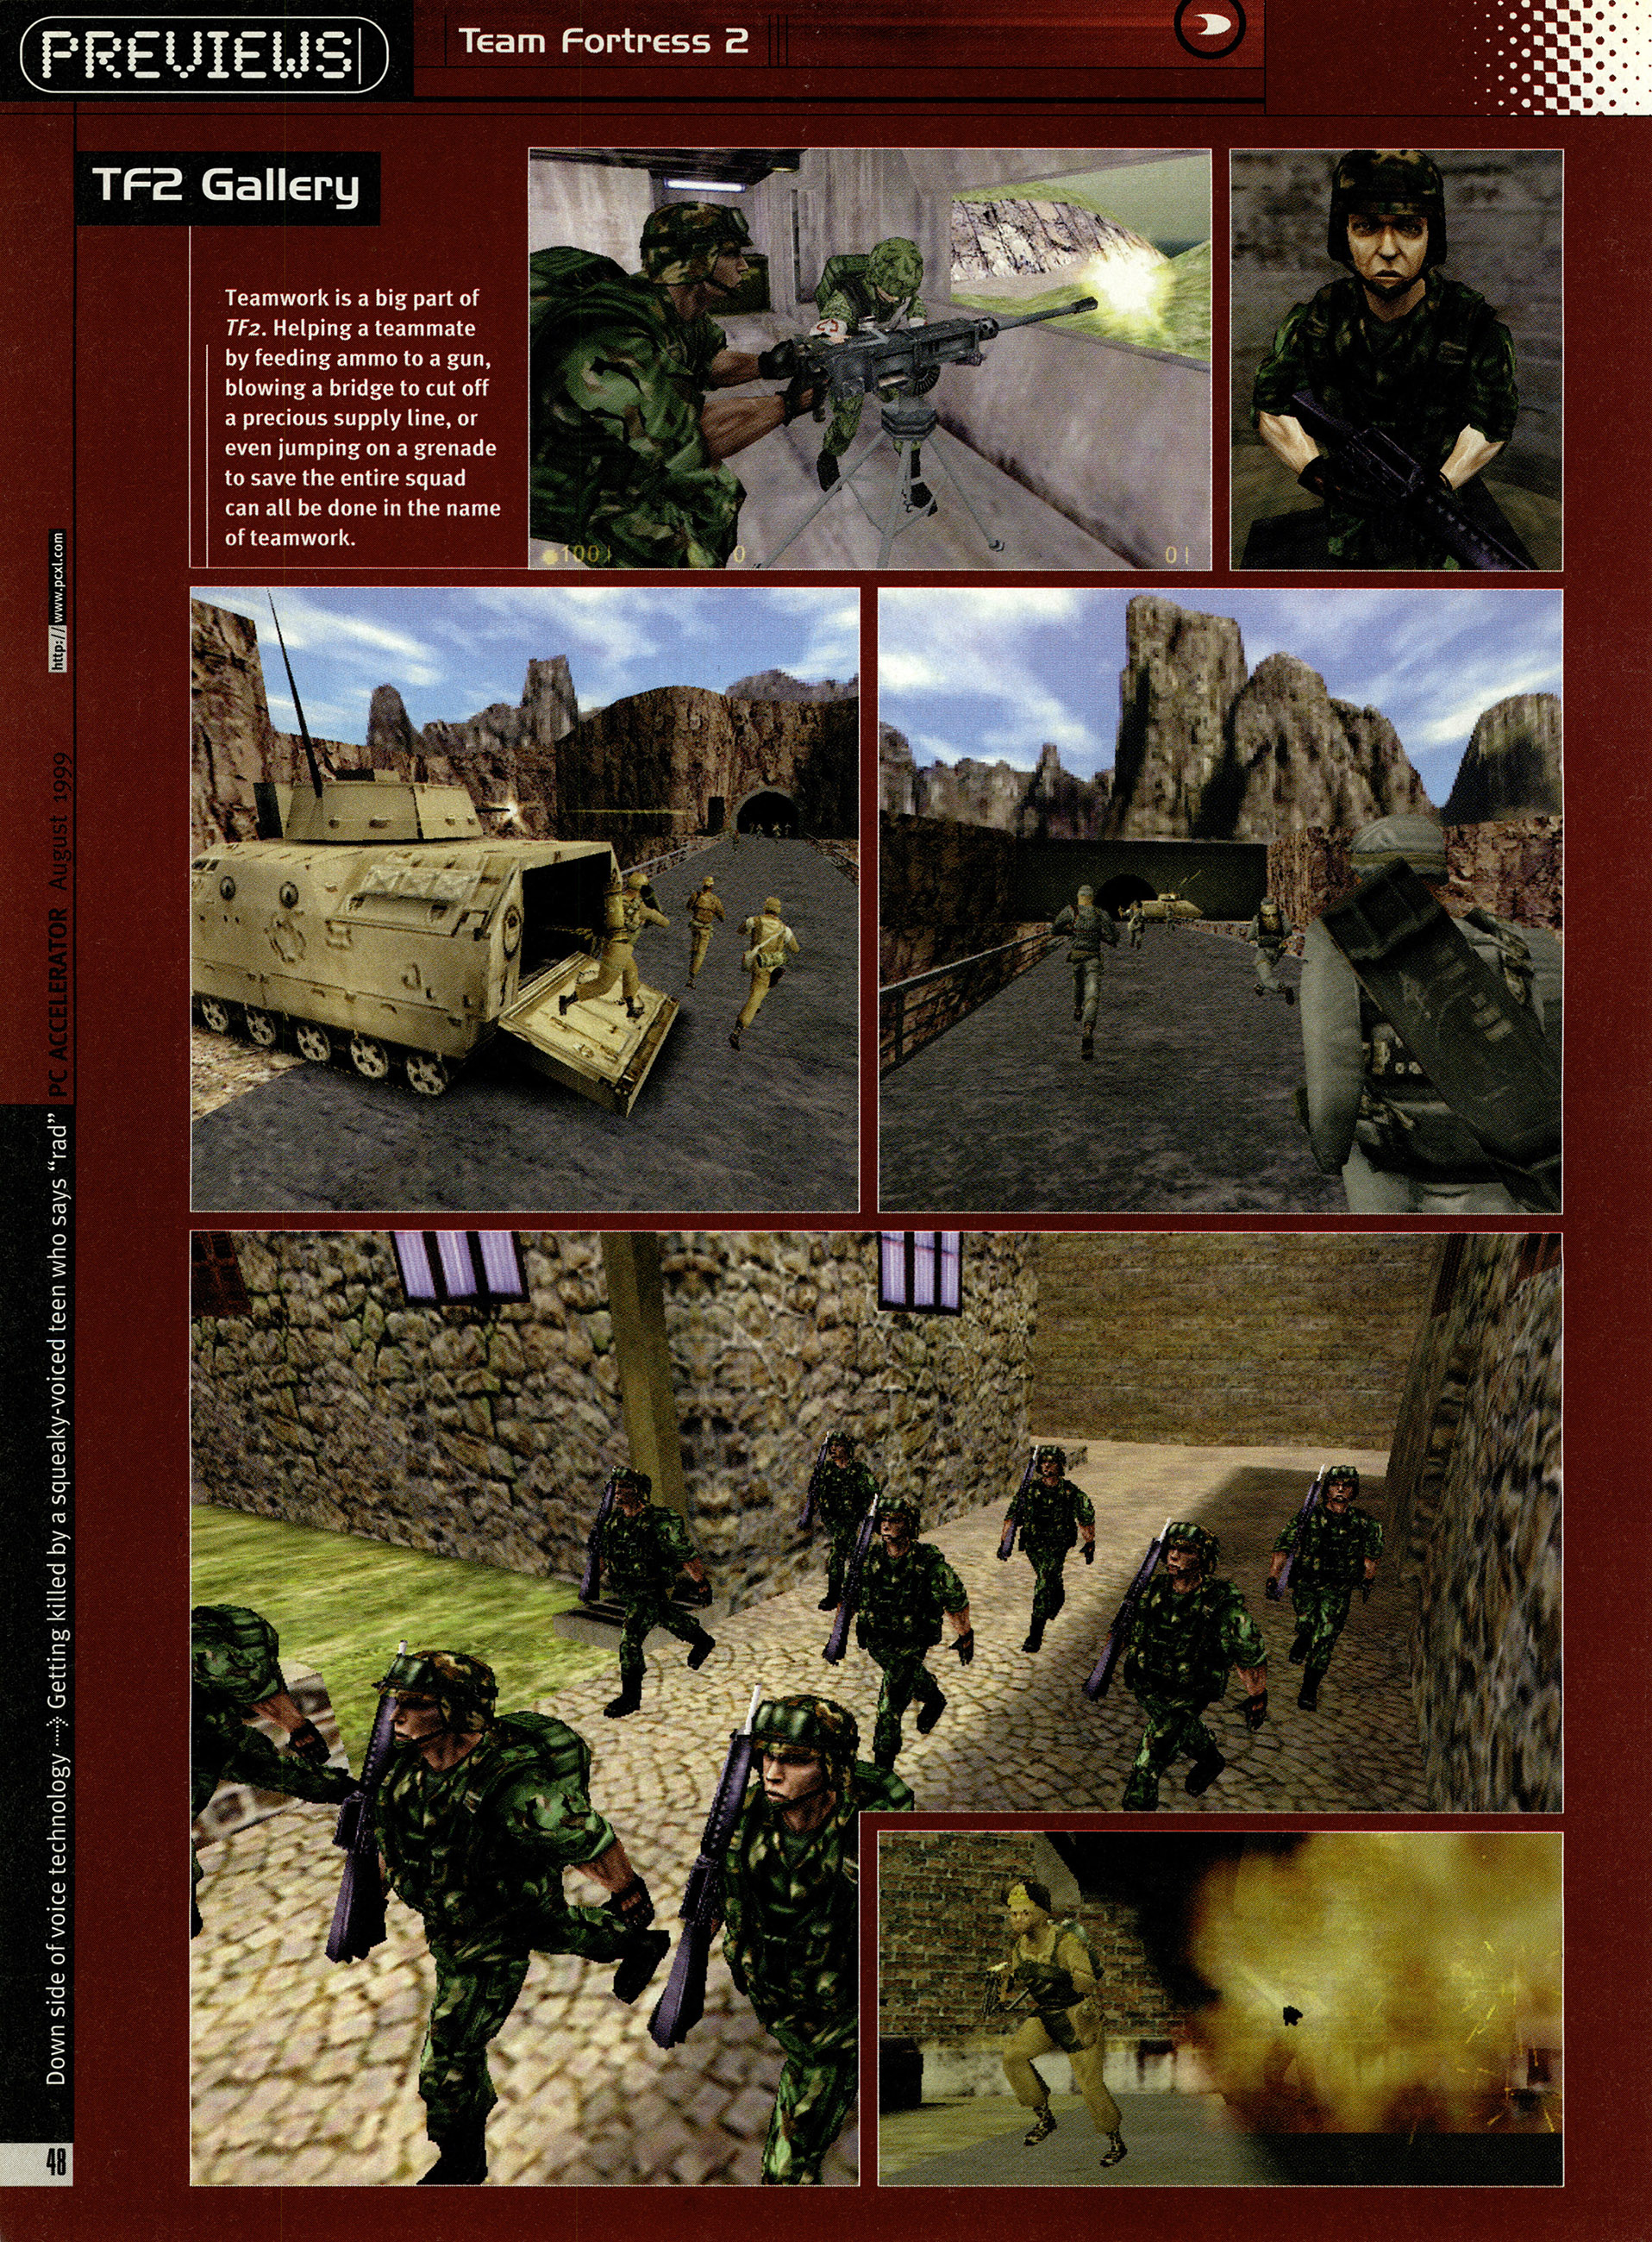 PREVIEWS
Team Fortress 2
TF2 Gallery
Teamwork is a big part of
TF2. Helping a teammate
by feeding ammo to a gun,
blowing a bridge to cut off
a precious supply line, or
even jumping on a grenade
to save the entire squad
can all be done in the name
of teamwork.
100
0
0
http://www.pcxl.com
PC ACCELERATOR August 1999
Down side of voice technology ····> Getting killed by a squeaky-voiced teen who says “rad”
48